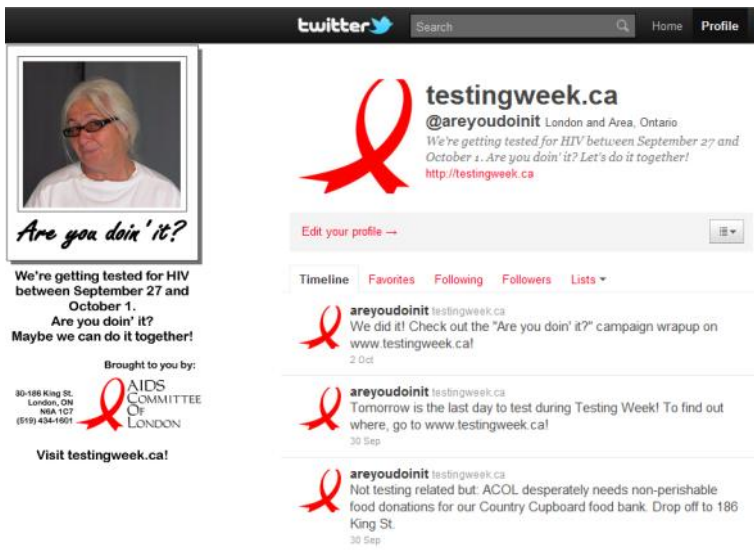 twitter
Search
Home
Profile
Are you doin' it?
We're getting tested for HIV
between September 27 and
October 1.
Are you doin' it?
Maybe we can do it together!
Brought to you by:
30-186 King St.
London, ON
N6A 1C7
(519) 434-1601
AIDS
COMMITTEE
OF
LONDON
Visit testingweek.ca!
testingweek.ca
@areyoudoinit London and Area, Ontario
We're getting tested for HIV between September 27 and
October 1. Are you doin' it? Let's do it together!
http://testingweek.ca
Edit your profile →
Timeline Favorites Following Followers Lists
areyoudoinit testingweek.ca
We did it! Check out the "Are you doin' it?" campaign wrapup on
www.testingweek.ca!
2 Oct
areyoudoinit testingweek.ca
Tomorrow is the last day to test during Testing Week! To find out
where, go to www.testingweek.ca!
30 Sep
areyoudoinit testingweek.ca
Not testing related but: ACOL desperately needs non-perishable
food donations for our Country Cupboard food bank. Drop off to 186
King St.
30 Sep